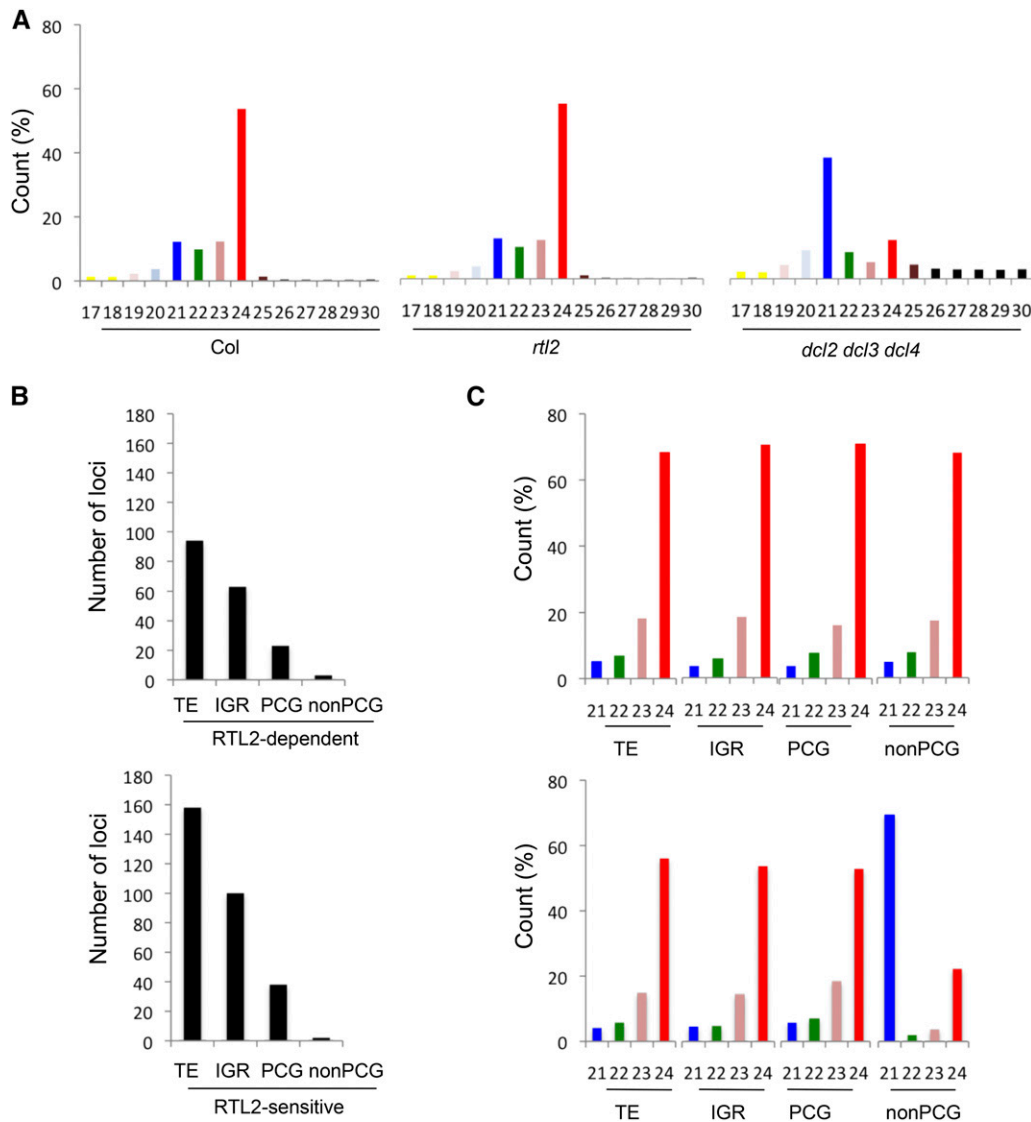 A
Count (%)
80
60
40
20
0
17 18 19 20 21 22 23 24 25 26 27 28 29 30
Col
17 18 19 20 21 22 23 24 25 26 27 28 29 30
rtl2
17 18 19 20 21 22 23 24 25 26 27 28 29 30
dcl2 dcl3 dcl4
B
Number of loci
180
160
140
120
100
80
60
40
20
0
TE IGR PCG nonPCG
RTL2-dependent
Number of loci
180
160
140
120
100
80
60
40
20
0
TE IGR PCG nonPCG
RTL2-sensitive
C
Count (%)
80
60
40
20
0
21 22 23 24 21 22 23 24 21 22 23 24 21 22 23 24
TE IGR PCG nonPCG
Count (%)
80
60
40
20
0
21 22 23 24 21 22 23 24 21 22 23 24 21 22 23 24
TE IGR PCG nonPCG